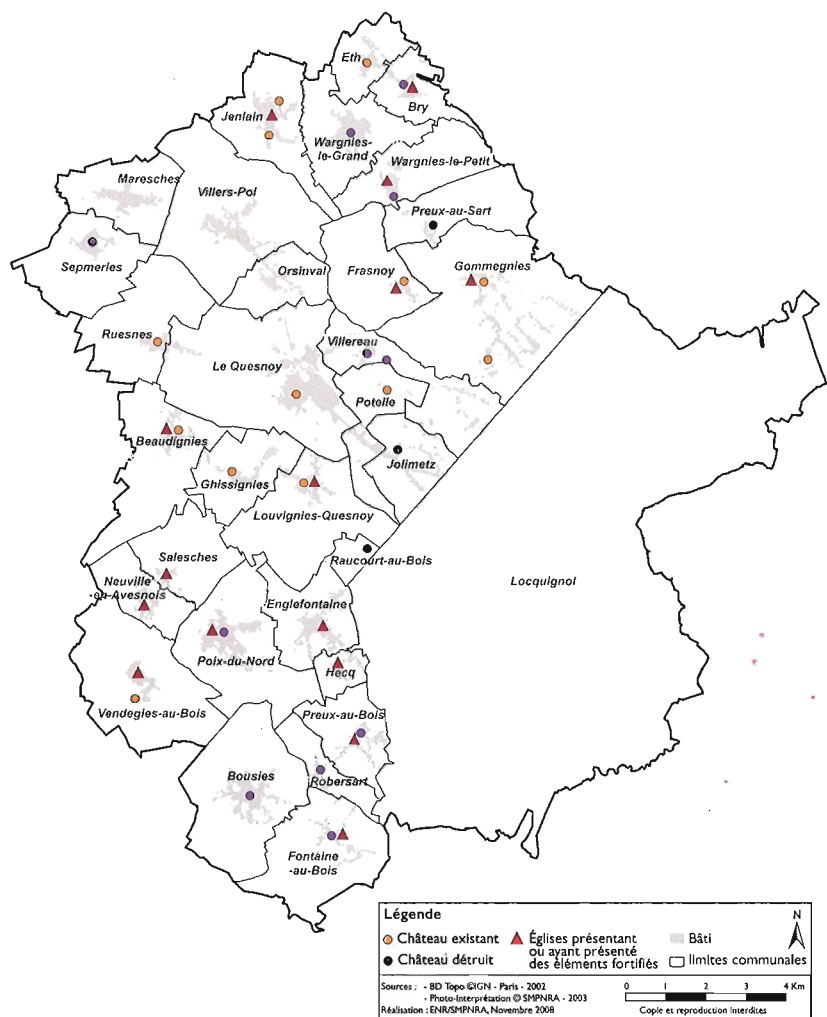 Eth
Bry
Jenlain
Wargnies-
le-Grand
Wargnies-le-Petit
Maresches
Villers-Pol
Preux-au-Sart
Sepmeries
Orsinval
Frasnoy
Gommegnies
Ruesnes
Villereau
Le Quesnoy
Potelle
Beaudignies
Jolimetz
Ghissignies
Louvignies-Quesnoy
Salesches
Raucourt-au-Bois
Neuville
-en-Avesnois
Englefontaine
Locquignol
Poix-du-Nord
Hecq
Vendegies-au-Bois
Preux-au-Bois
Bousies
Robersart
Fontaine
-au-Bois
Légende
Château existant
Château détruit
Églises présentant
ou ayant présenté
des éléments fortifiés
Bâti
limites communales
N
Sources : - BD Topo ©IGN - Paris - 2002
- Photo-Interprétation © SMPNRA - 2003
Réalisation : ENR/SMPNRA, Novembre 2008
0 1 2 3 4 Km
Copie et reproduction interdites